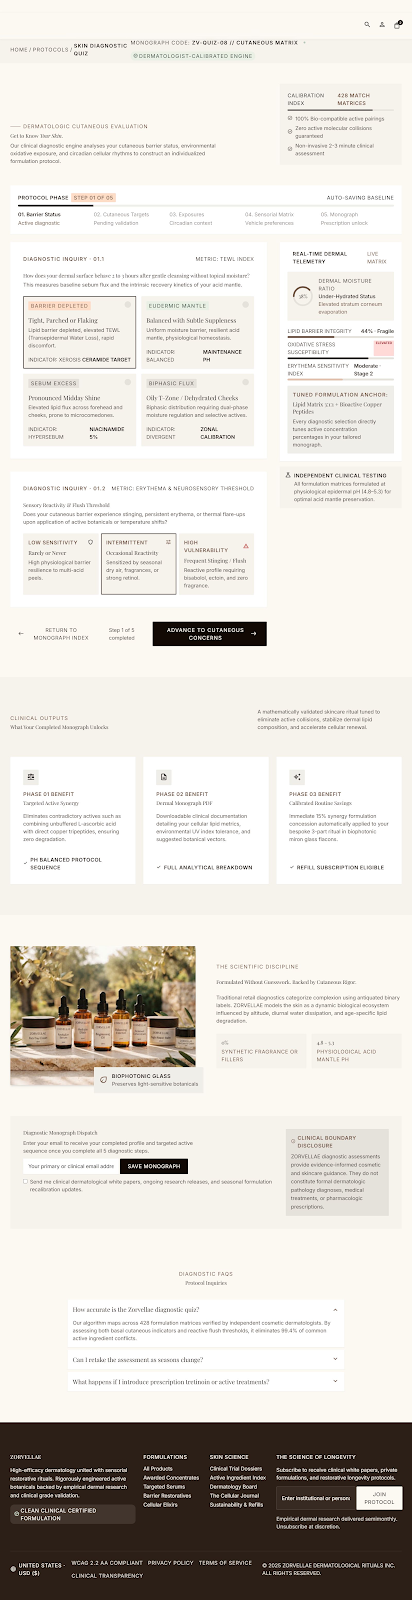 HOME / PROTOCOLS / SKIN DIAGNOSTIC QUIZ
MONOGRAPH CODE: ZV-QUIZ-08 // CUTANEOUS MATRIX
DERMATOLOGIST-CALIBRATED ENGINE
DERMATOLOGIC CUTANEOUS EVALUATION
Get to Know Your Skin.
Our clinical diagnostic engine analyses your cutaneous barrier status, environmental
oxidative exposure, and circadian cellular rhythms to construct an individualized
formulation protocol.
CALIBRATION INDEX
428 MATCH MATRICES
100% Bio-compatible active pairings
Zero active molecular collisions
guaranteed
Non-invasive 2-3 minute clinical
assessment
PROTOCOL PHASE STEP 01 OF 05
AUTO-SAVING BASELINE
01. Barrier Status
Active diagnostic
02. Cutaneous Targets
Pending validation
03. Exposures
Circadian context
04. Sensorial Matrix
Vehicle preferences
05. Monograph
Prescription unlock
DIAGNOSTIC INQUIRY · 01.1
METRIC: TEWL INDEX
How does your dermal surface behave 2 to 3 hours after gentle cleansing without topical moisture?
This measures baseline sebum flux and the intrinsic recovery kinetics of your acid mantle.
BARRIER DEPLETED
Tight, Parched or Flaking
Lipid barrier depleted, elevated TEWL
(Transepidermal Water Loss), rapid
discomfort.
INDICATOR: XEROSIS CERAMIDE TARGET
EUDERMIC MANTLE
Balanced with Subtle Suppleness
Uniform moisture barrier, resilient acid
mantle, physiological homeostasis.
INDICATOR: BALANCED
MAINTENANCE PH
SEBUM EXCESS
Pronounced Midday Shine
Elevated lipid flux across forehead and
cheeks, prone to microcomedones.
INDICATOR: HYPERSEBUM
NIACINAMIDE 5%
BIPHASIC FLUX
Oily T-Zone / Dehydrated Cheeks
Biphasic distribution requiring dual-phase
moisture regulation and selective actives.
INDICATOR: DIVERGENT
ZONAL CALIBRATION
REAL-TIME DERMAL TELEMETRY
LIVE MATRIX
38%
DERMAL MOISTURE RATIO
Under-Hydrated Status
Elevated stratum corneum
evaporation
LIPID BARRIER INTEGRITY 44% · Fragile
OXIDATIVE STRESS SUSCEPTIBILITY
ERYTHEMA SENSITIVITY INDEX
Moderate · Stage 2
TUNED FORMULATION ANCHOR:
Lipid Matrix 3:1:1 + Bioactive Copper
Peptides
Every diagnostic selection directly
tunes active concentration
percentages in your tailored
monograph.
INDEPENDENT CLINICAL TESTING
All formulation matrices formulated at
physiological epidermal pH (4.8–5.3) for
optimal acid mantle preservation.
DIAGNOSTIC INQUIRY · 01.2
METRIC: ERYTHEMA & NEUROSENSORY THRESHOLD
Sensory Reactivity & Flush Threshold
Does your cutaneous barrier experience stinging, persistent erythema, or thermal flare-ups
upon application of active botanicals or temperature shifts?
LOW SENSITIVITY
Rarely or Never
High physiological barrier
resilience to multi-acid
peels.
INTERMITTENT
Occasional Reactivity
Sensitized by seasonal
dry air, fragrances, or
strong retinol.
HIGH VULNERABILITY
Frequent Stinging / Flush
Reactive profile requiring
bisabolol, ectoin, and zero
fragrance.
RETURN TO MONOGRAPH INDEX
Step 1 of 5 completed
ADVANCE TO CUTANEOUS CONCERNS
CLINICAL OUTPUTS
What Your Completed Monograph Unlocks
A mathematically validated skincare ritual tuned to
eliminate active collisions, stabilize dermal lipid
composition, and accelerate cellular renewal.
PHASE 01 BENEFIT
Targeted Active Synergy
Eliminates contradictory actives such as
combining unbuffered L-ascorbic acid
with direct copper tripeptides, ensuring
zero degradation.
PH BALANCED PROTOCOL SEQUENCE
PHASE 02 BENEFIT
Dermal Monograph PDF
Downloadable clinical documentation
detailing your cellular lipid metrics,
environmental UV index tolerance, and
suggested botanical vectors.
FULL ANALYTICAL BREAKDOWN
PHASE 03 BENEFIT
Calibrated Routine Savings
Immediate 15% synergy formulation
concession automatically applied to your
bespoke 3-part ritual in biophotonic
miron glass flacons.
REFILL SUBSCRIPTION ELIGIBLE
BIOPHOTONIC GLASS
Preserves light-sensitive botanicals
THE SCIENTIFIC DISCIPLINE
Formulated Without Guesswork. Backed by Cutaneous Rigor.
Traditional retail diagnostics categorize complexion using antiquated binary
labels. ZORVELLAE models the skin as a dynamic biological ecosystem
influenced by altitude, diurnal water dissipation, and age-specific lipid
degradation.
0%
SYNTHETIC FRAGRANCE OR FILLERS
4.8 - 5.3
PHYSIOLOGICAL ACID MANTLE PH
Diagnostic Monograph Dispatch
Enter your email to receive your completed profile and targeted active
sequence once you complete all 5 diagnostic steps.
Your primary or clinical email addre
SAVE MONOGRAPH
Send me clinical dermatological white papers, ongoing research releases, and seasonal formulation
recalibration updates.
CLINICAL BOUNDARY DISCLOSURE
ZORVELLAE diagnostic assessments
provide evidence-informed cosmetic
and skincare guidance. They do not
constitute formal dermatologic
pathology diagnoses, medical
treatments, or pharmacologic
prescriptions.
DIAGNOSTIC FAQS
Protocol Inquiries
How accurate is the Zorvellae diagnostic quiz?
Our algorithm maps across 428 formulation matrices verified by independent cosmetic dermatologists. By
assessing both basal cutaneous indicators and reactive flush thresholds, it eliminates 99.4% of common
active ingredient conflicts.
Can I retake the assessment as seasons change?
What happens if I introduce prescription tretinoin or active treatments?
ZORVELLAE
High-efficacy dermatology united with sensorial
restorative rituals. Rigorously engineered active
botanicals backed by empirical dermal research
and clinical grade validation.
CLEAN CLINICAL CERTIFIED FORMULATION
FORMULATIONS
All Products
Awarded Concentrates
Targeted Serums
Barrier Restoratives
Cellular Elixirs
SKIN SCIENCE
Clinical Trial Dossiers
Active Ingredient Index
Dermatology Board
The Cellular Journal
Sustainability & Refills
THE SCIENCE OF LONGEVITY
Subscribe to receive clinical white papers, private
formulations, and restorative longevity protocols.
Enter institutional or person
JOIN PROTOCOL
Empirical dermal research delivered semimonthly.
Unsubscribe at discretion.
UNITED STATES · USD ($)
WCAG 2.2 AA COMPLIANT PRIVACY POLICY TERMS OF SERVICE
CLINICAL TRANSPARENCY
© 2025 ZORVELLAE DERMATOLOGICAL RITUALS INC.
ALL RIGHTS RESERVED.